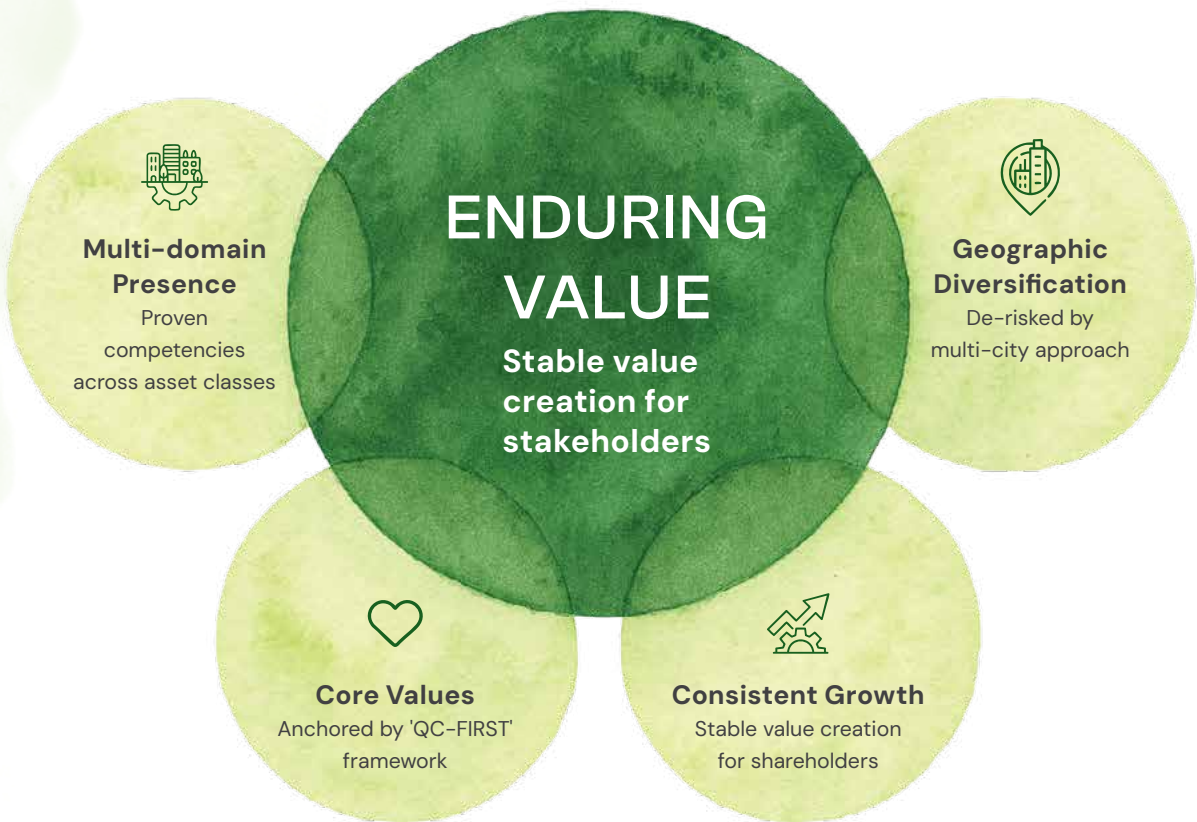 ENDURING
VALUE
Stable value
creation for
stakeholders
Multi-domain
Presence
Proven
competencies
across asset classes
Geographic
Diversification
De-risked by
multi-city approach
Core Values
Anchored by 'QC-FIRST'
framework
Consistent Growth
Stable value creation
for shareholders